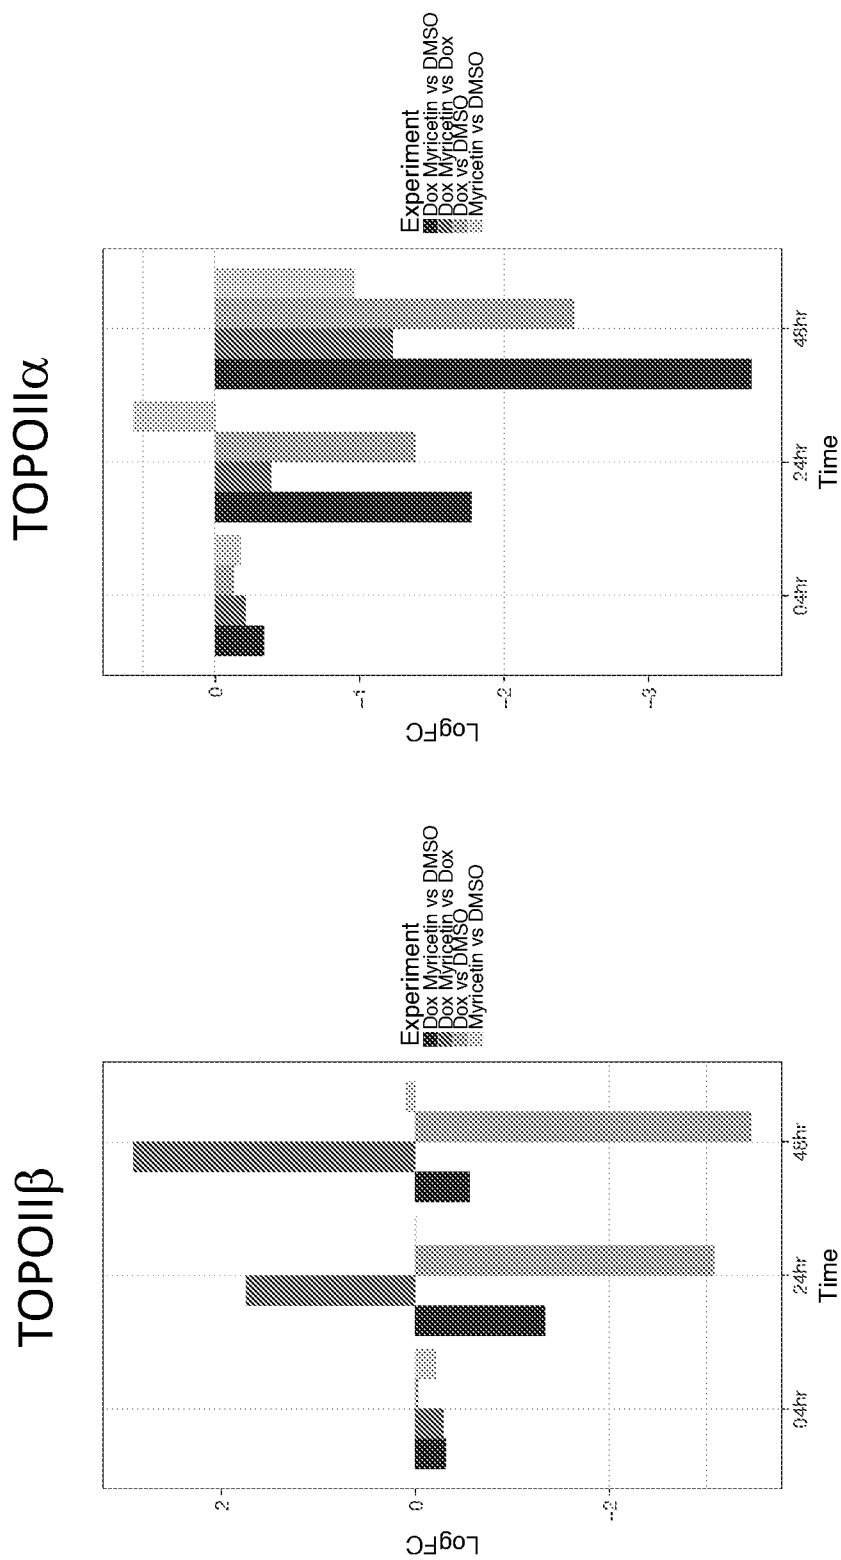 TOPOIIβ
LogFC
2
0
-2
04hr
24hr
48hr
Time
Experiment
Dox Myricetin vs DMSO
Dox Myricetin vs Dox
Dox vs DMSO
Myricetin vs DMSO
TOPOIIα
LogFC
0
-1
-2
-3
04hr
24hr
48hr
Time
Experiment
Dox Myricetin vs DMSO
Dox Myricetin vs Dox
Dox vs DMSO
Myricetin vs DMSO